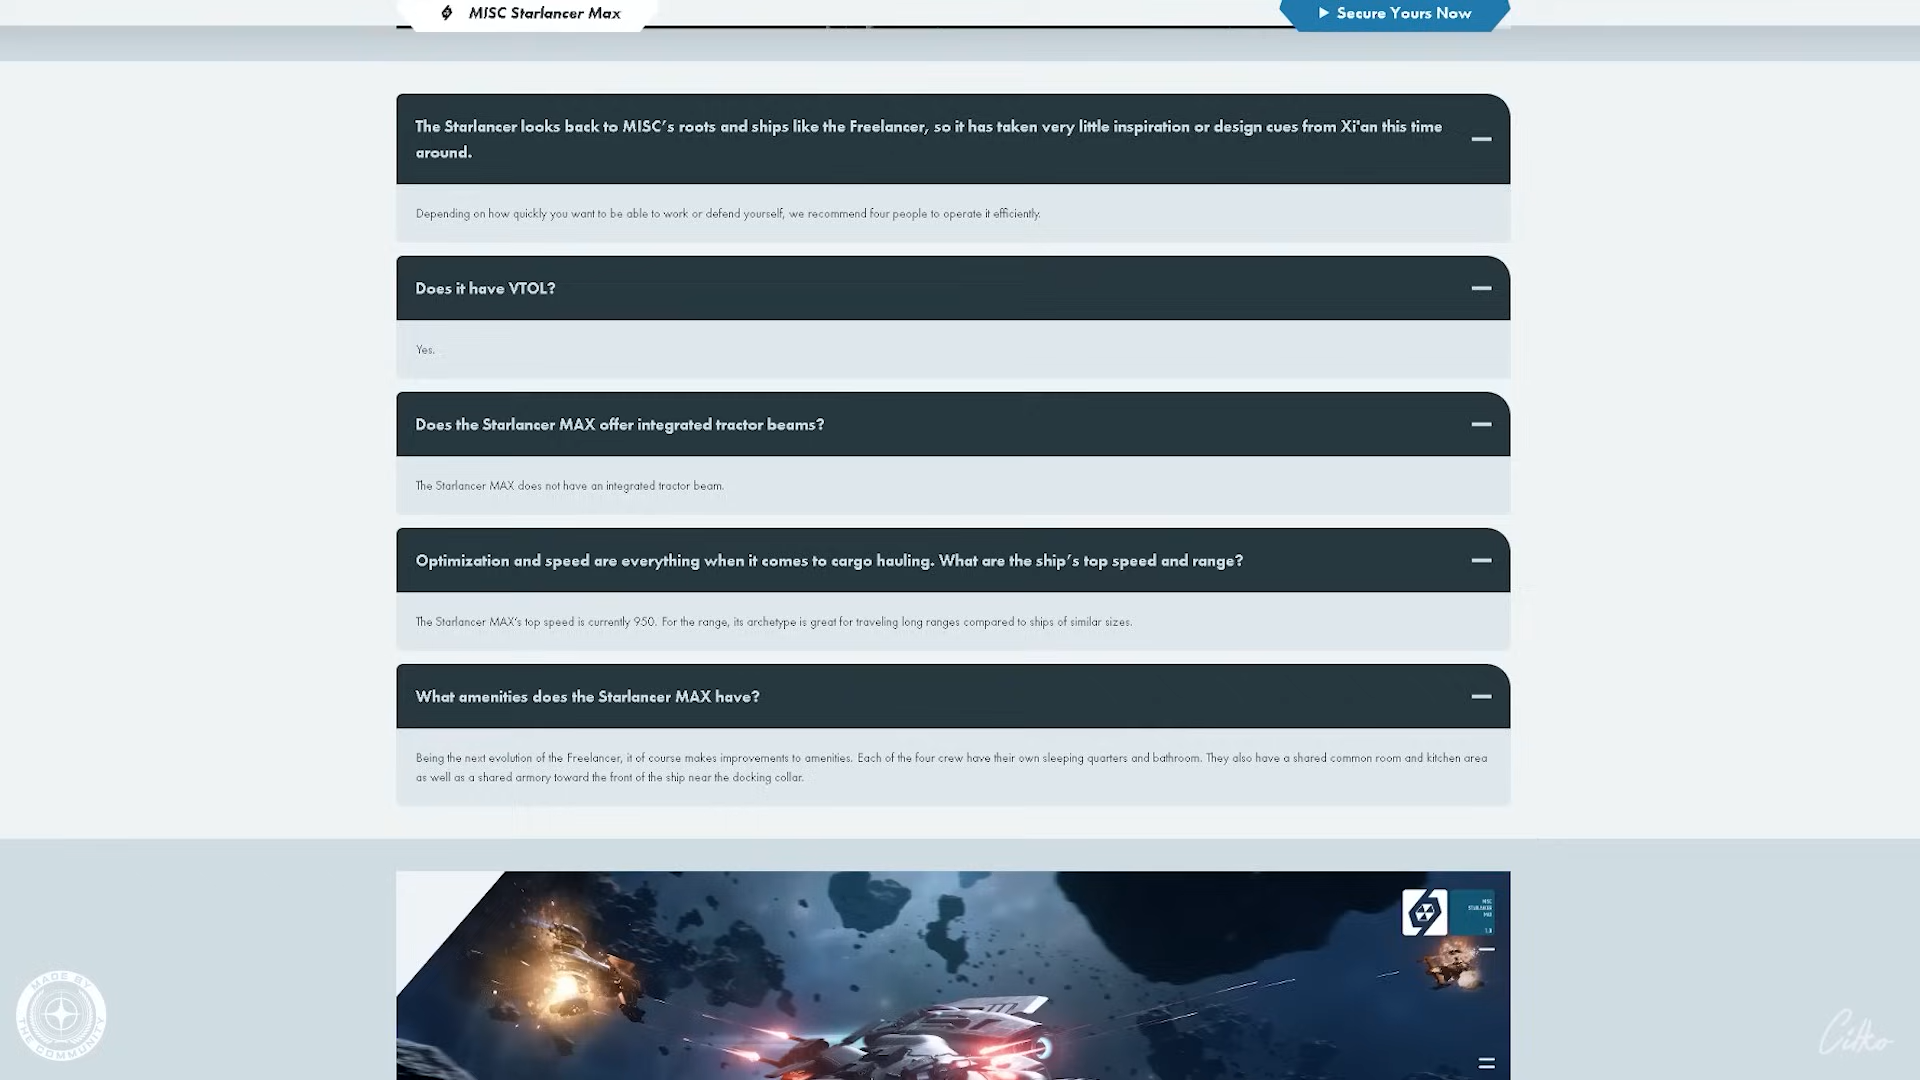 MISC Starlancer Max
Secure Yours Now
The Starlancer looks back to MISC's roots and ships like the Freelancer, so it has taken very little inspiration or design cues from Xi'an this time
around.
Depending on how quickly you want to be able to work or defend yourself, we recommend four people to operate it efficiently.
Does it have VTOL?
Yes.
Does the Starlancer MAX offer integrated tractor beams?
The Starlancer MAX does not have an integrated tractor beam.
Optimization and speed are everything when it comes to cargo hauling. What are the ship's top speed and range?
The Starlancer MAX's top speed is currently 950. For the range, its archetype is great for traveling long ranges compared to ships of similar sizes.
What amenities does the Starlancer MAX have?
Being the next evolution of the Freelancer, it of course makes improvements to amenities. Each of the four crew have their own sleeping quarters and bathroom. They also have a shared common room and kitchen area
as well as a shared armory toward the front of the ship near the docking collar.
MISC
STARLANCER
MAX
MADE BY
THE COMMUNITY